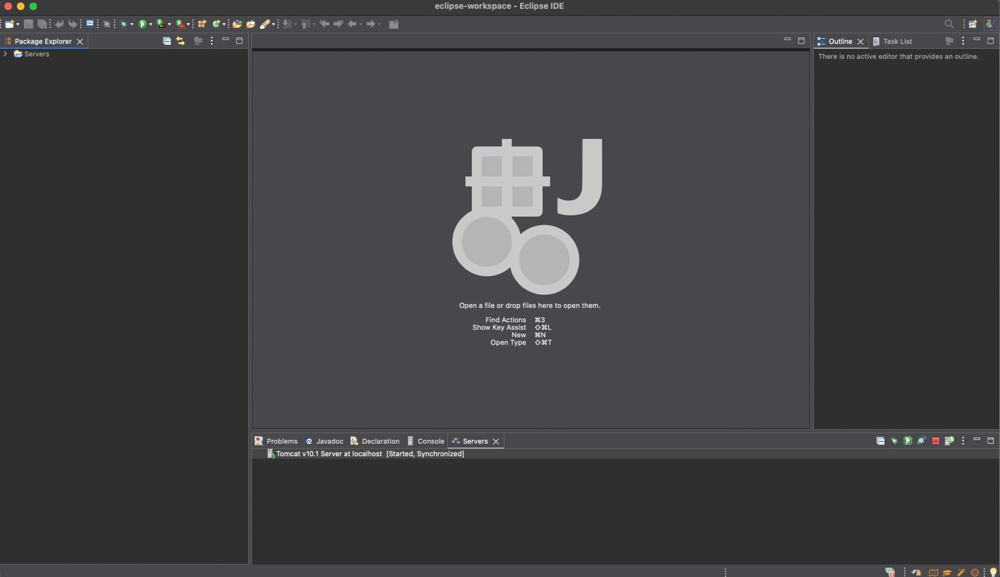 eclipse-workspace - Eclipse IDE
Package Explorer
Servers
Outline
Task List
There is no active editor that provides an outline.
J
Open a file or drop files here to open them.
Find Actions ⌘3
Show Key Assist ⇧⌘L
New ⌘N
Open Type ⇧⌘T
Problems
@ Javadoc
Declaration
Console
Servers
Tomcat v10.1 Server at localhost [Started, Synchronized]